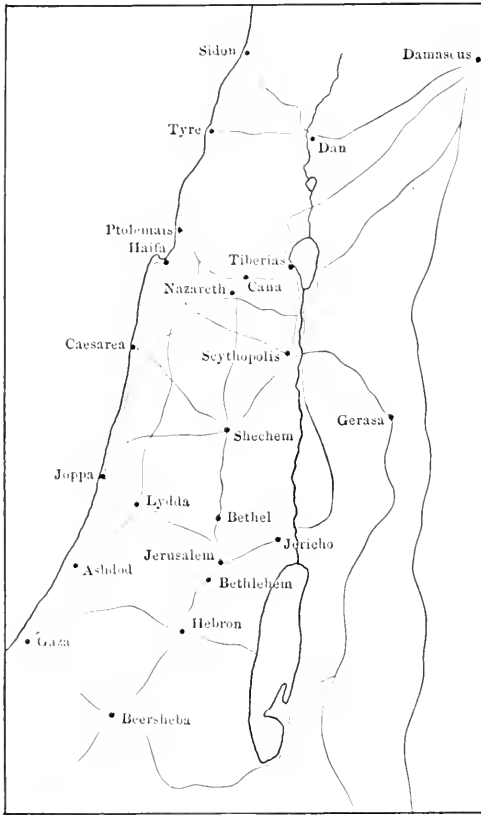 Sidon
Damascus
Tyre
Dan
Ptolemais
Haifa
Tiberias
Cana
Nazareth
Caesarea
Scythopolis
Gerasa
Shechem
Joppa
Lydda
Bethel
Jericho
Jerusalem
Ashdod
Bethlehem
Hebron
Gaza
Beersheba